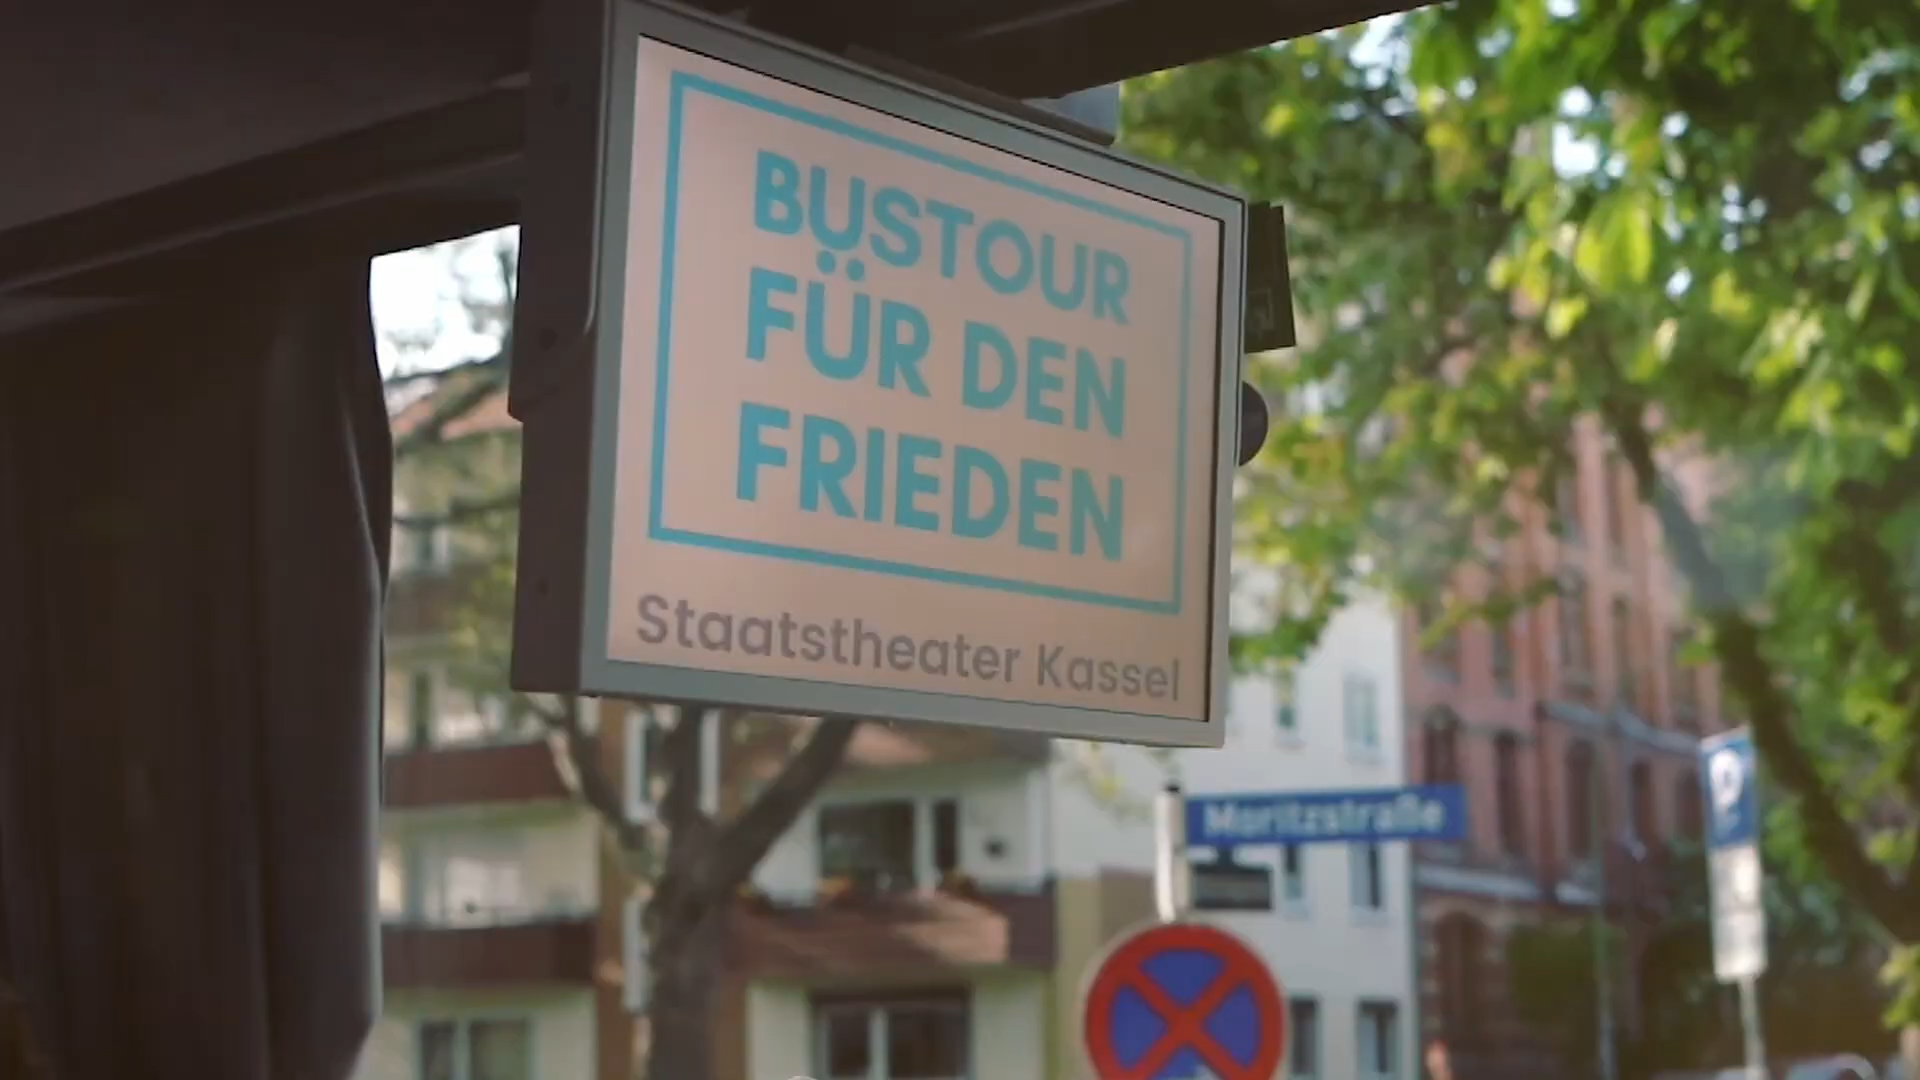 BUSTOUR
FÜR DEN
FRIEDEN
Staatstheater Kassel
Moritzstraße